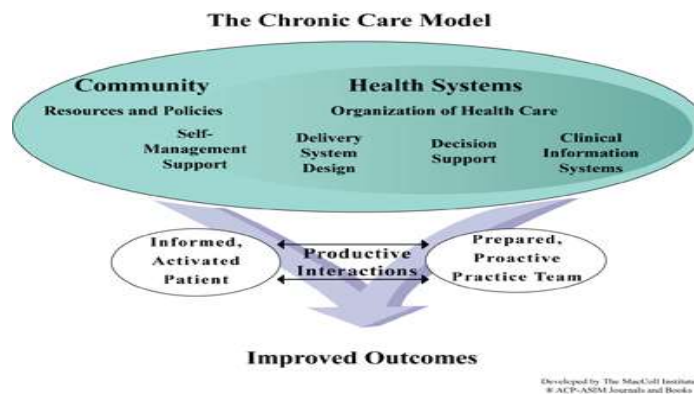 The Chronic Care Model
Community
Health Systems
Resources and Policies
Organization of Health Care
Self-
Management
Support
Delivery
System
Design
Decision
Support
Clinical
Information
Systems
Informed,
Activated
Patient
Productive
Interactions
Prepared,
Proactive
Practice Team
Improved Outcomes
Developed by The MacColl Institute
® ACP-ASIM Journals and Books